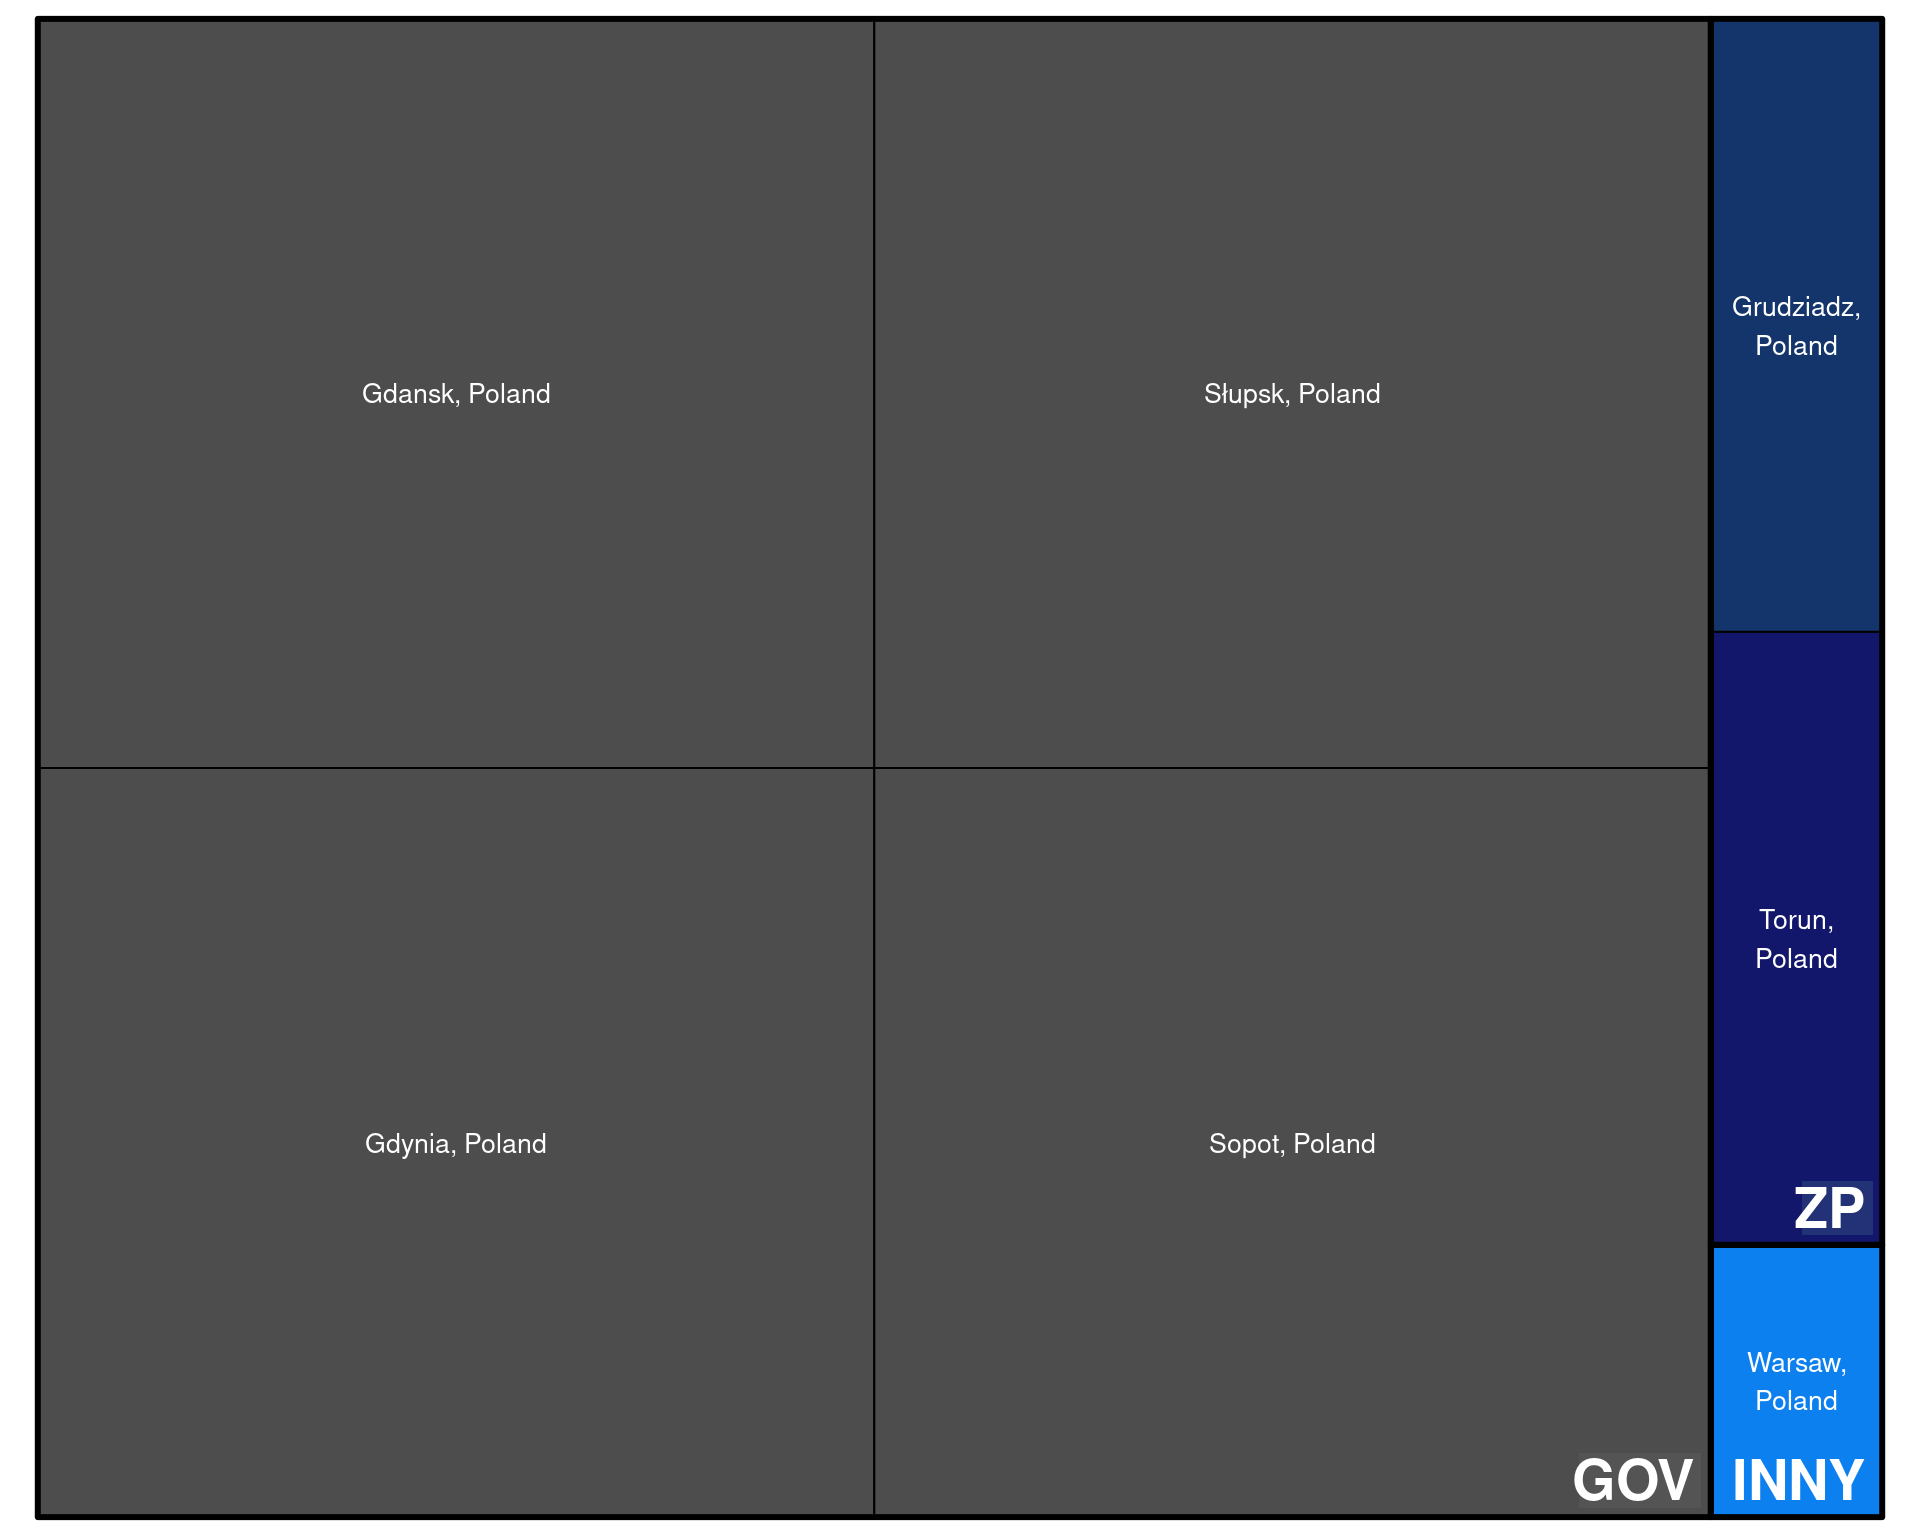 Gdansk, Poland
Słupsk, Poland
Gdynia, Poland
Sopot, Poland
GOV
Grudziadz,
Poland
Torun,
Poland
ZP
Warsaw,
Poland
INNY